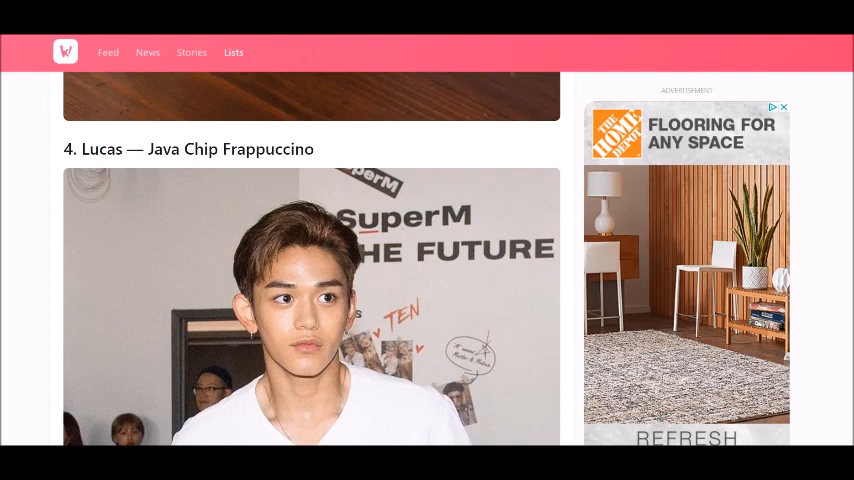 k!
Feed
News
Stories
Lists
ADVERTISEMENT
4. Lucas — Java Chip Frappuccino
THE HOME DEPOT
FLOORING FOR
ANY SPACE
perM
SuperM
HE FUTURE
TEN
REFRESH